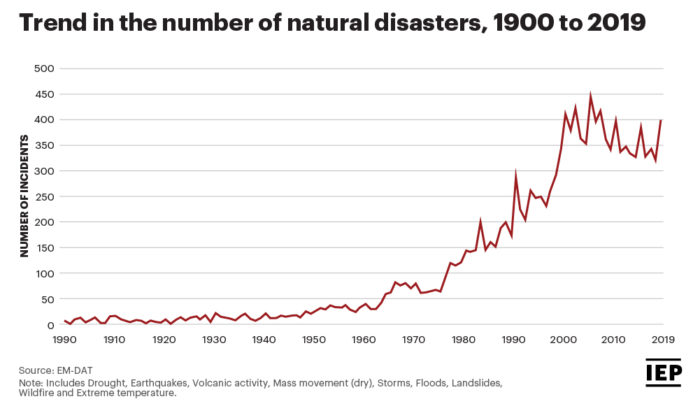 Trend in the number of natural disasters, 1900 to 2019
500
450
400
350
300
250
200
150
100
50
0
NUMBER OF INCIDENTS
1990 1910 1920 1930 1940 1950 1960 1970 1980 1990 2000 2010 2019
Source: EM-DAT
Note: Includes Drought, Earthquakes, Volcanic activity, Mass movement (dry), Storms, Floods, Landslides,
Wildfire and Extreme temperature.
IEP